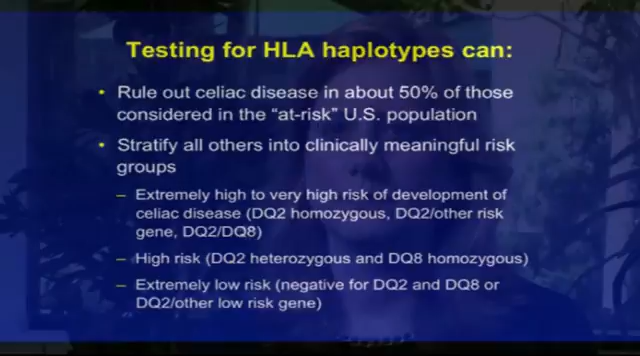 Testing for HLA haplotypes can:
• Rule out celiac disease in about 50% of those
considered in the “at-risk” U.S. population
• Stratify all others into clinically meaningful risk
groups
– Extremely high to very high risk of development of
celiac disease (DQ2 homozygous, DQ2/other risk
gene, DQ2/DQ8)
– High risk (DQ2 heterozygous and DQ8 homozygous)
– Extremely low risk (negative for DQ2 and DQ8 or
DQ2/other low risk gene)